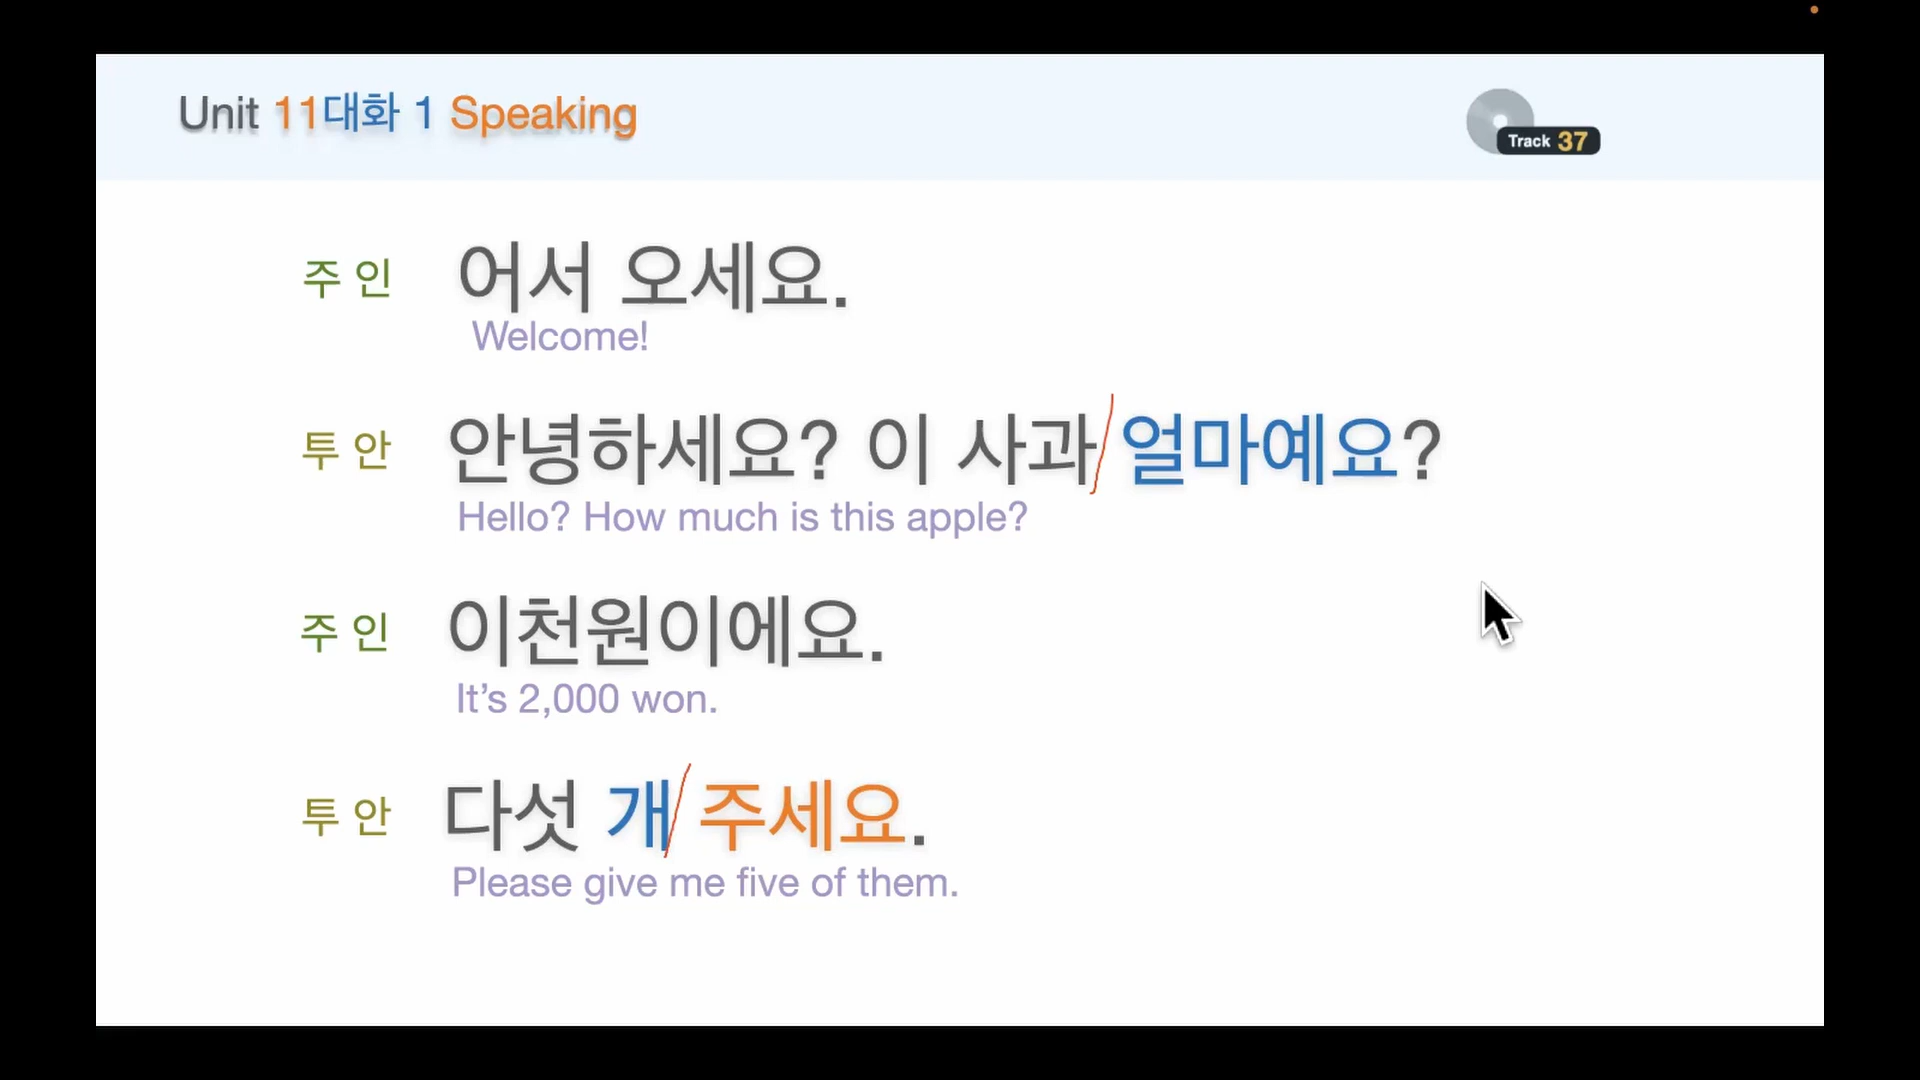 Unit 11대화 1 Speaking
Track 37
주 인 어서 오세요.
Welcome!
투 안 안녕하세요? 이 사과 얼마예요?
Hello? How much is this apple?
주 인 이천원이에요.
It’s 2,000 won.
투 안 다섯 개 주세요.
Please give me five of them.